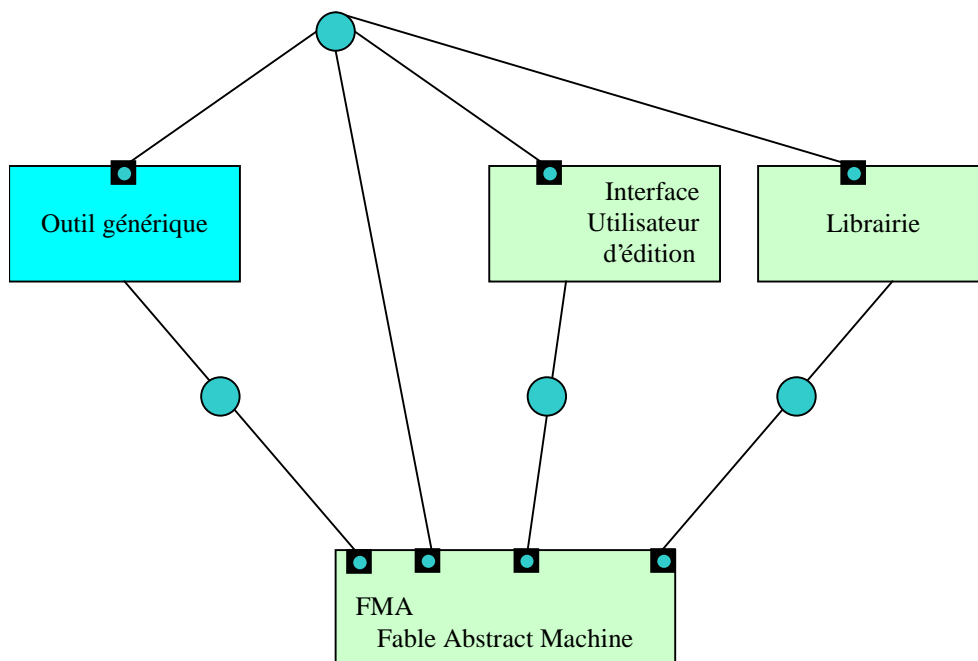 Outil générique
Interface
Utilisateur
d’édition
Librairie
FMA
Fable Abstract Machine